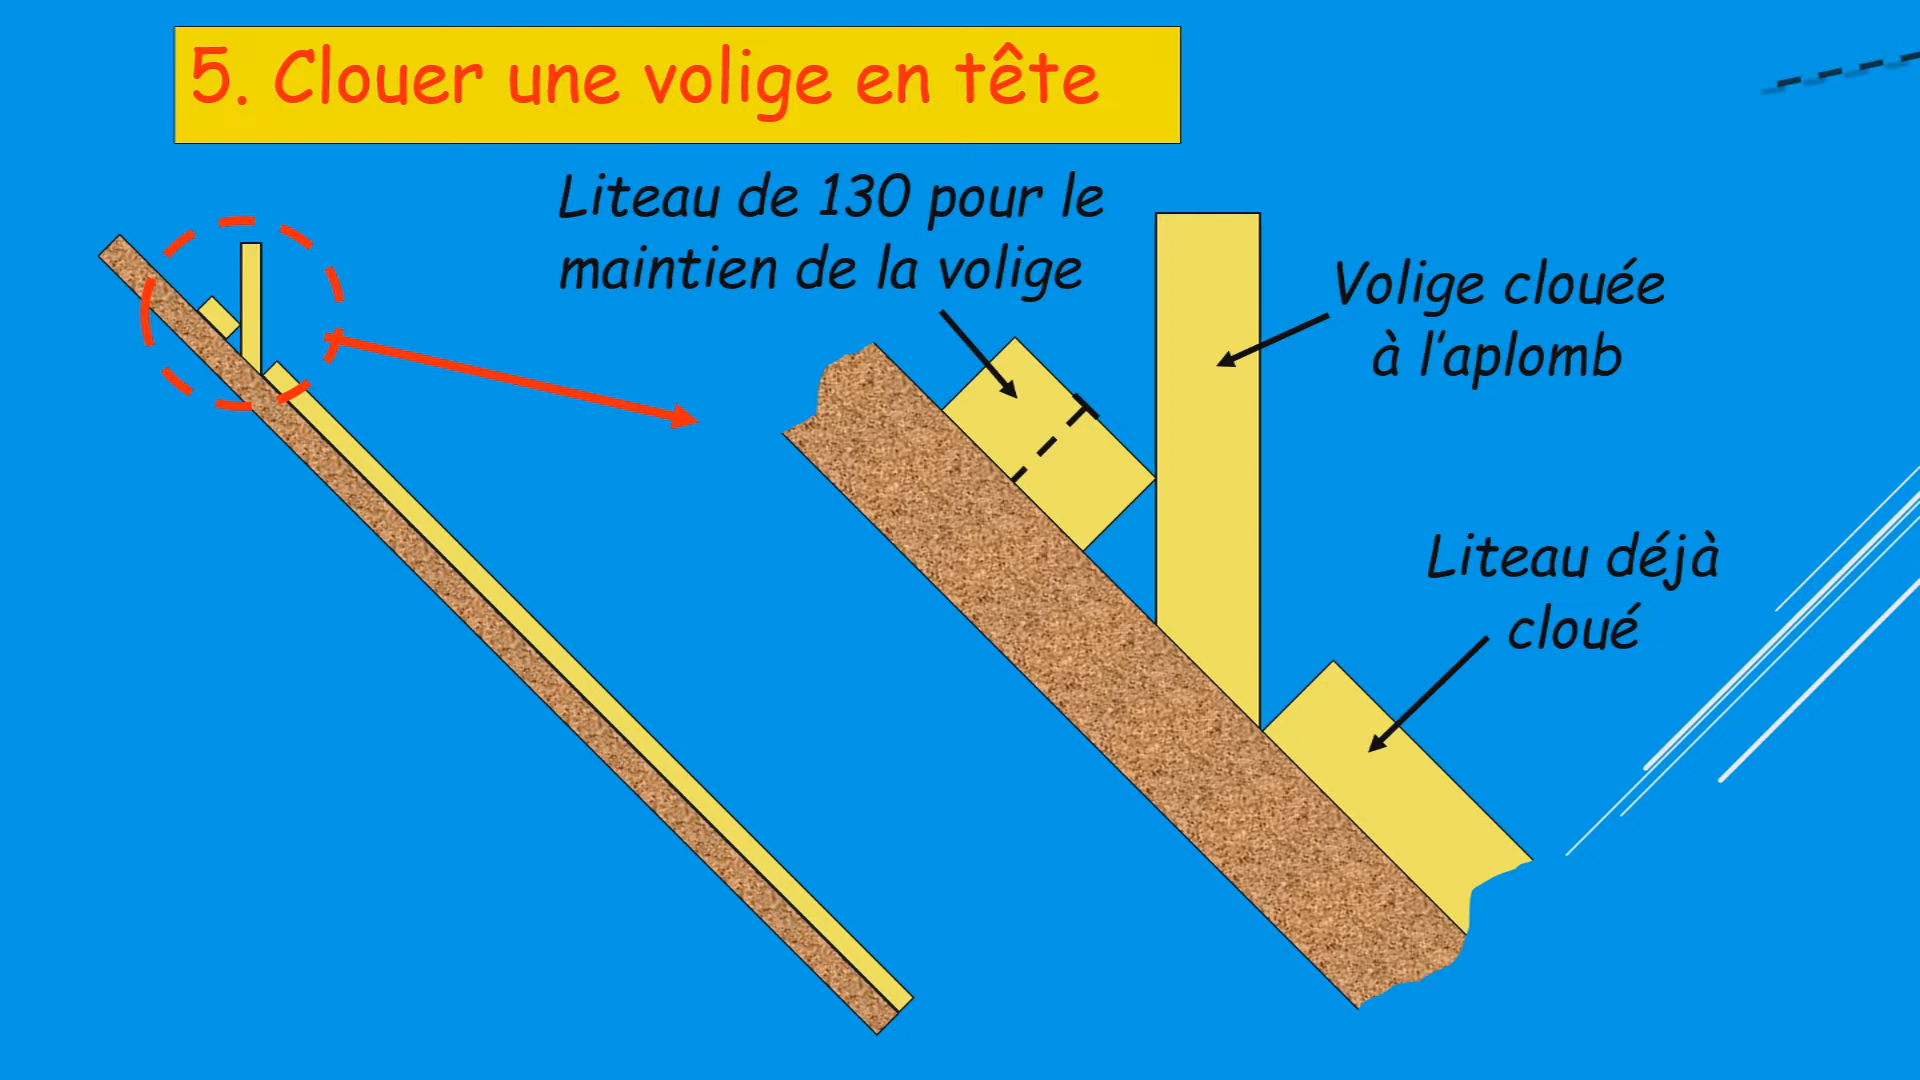 5. Clouer une volige en tête
Liteau de 130 pour le
maintien de la volige
Volige clouée
à l’aplomb
Liteau déjà
cloué